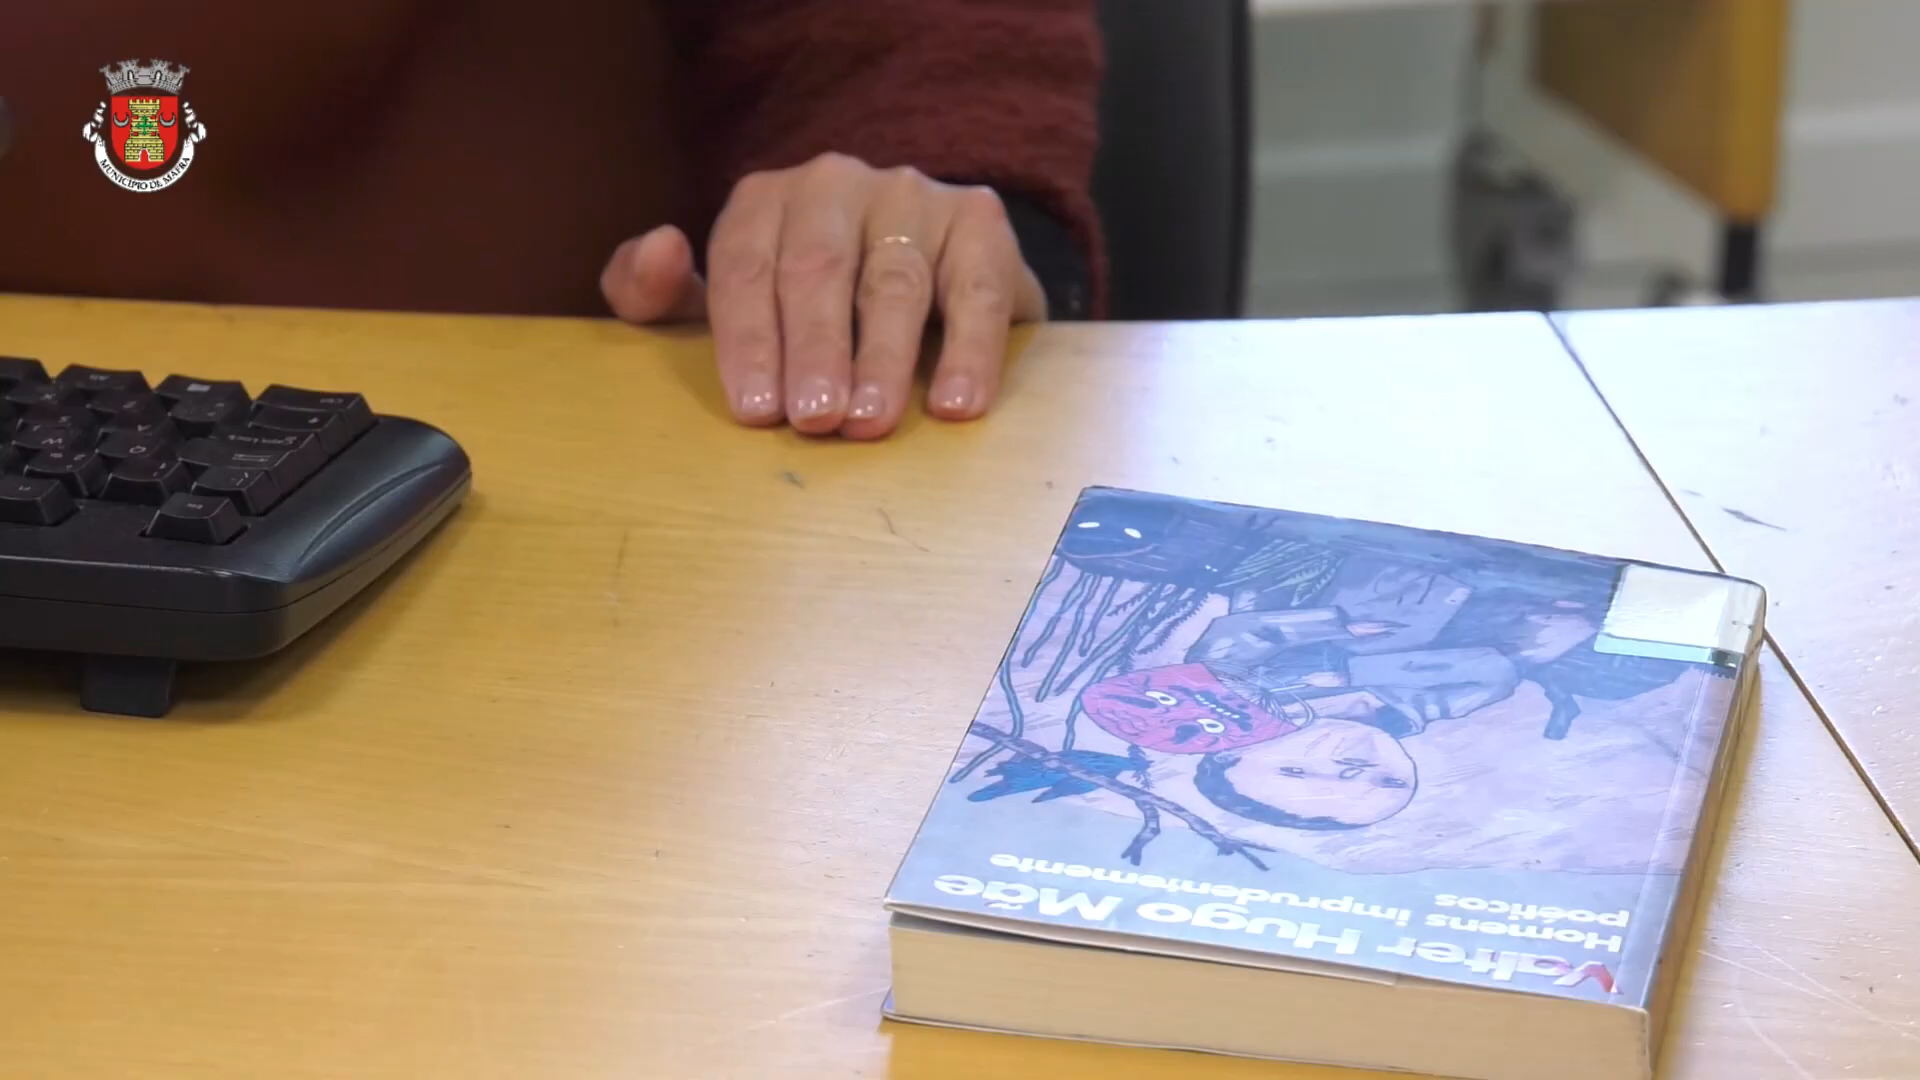 MUNICÍPIO DE MAFRA
Valter Hugo Mãe
Homens imprudentemente
poéticos